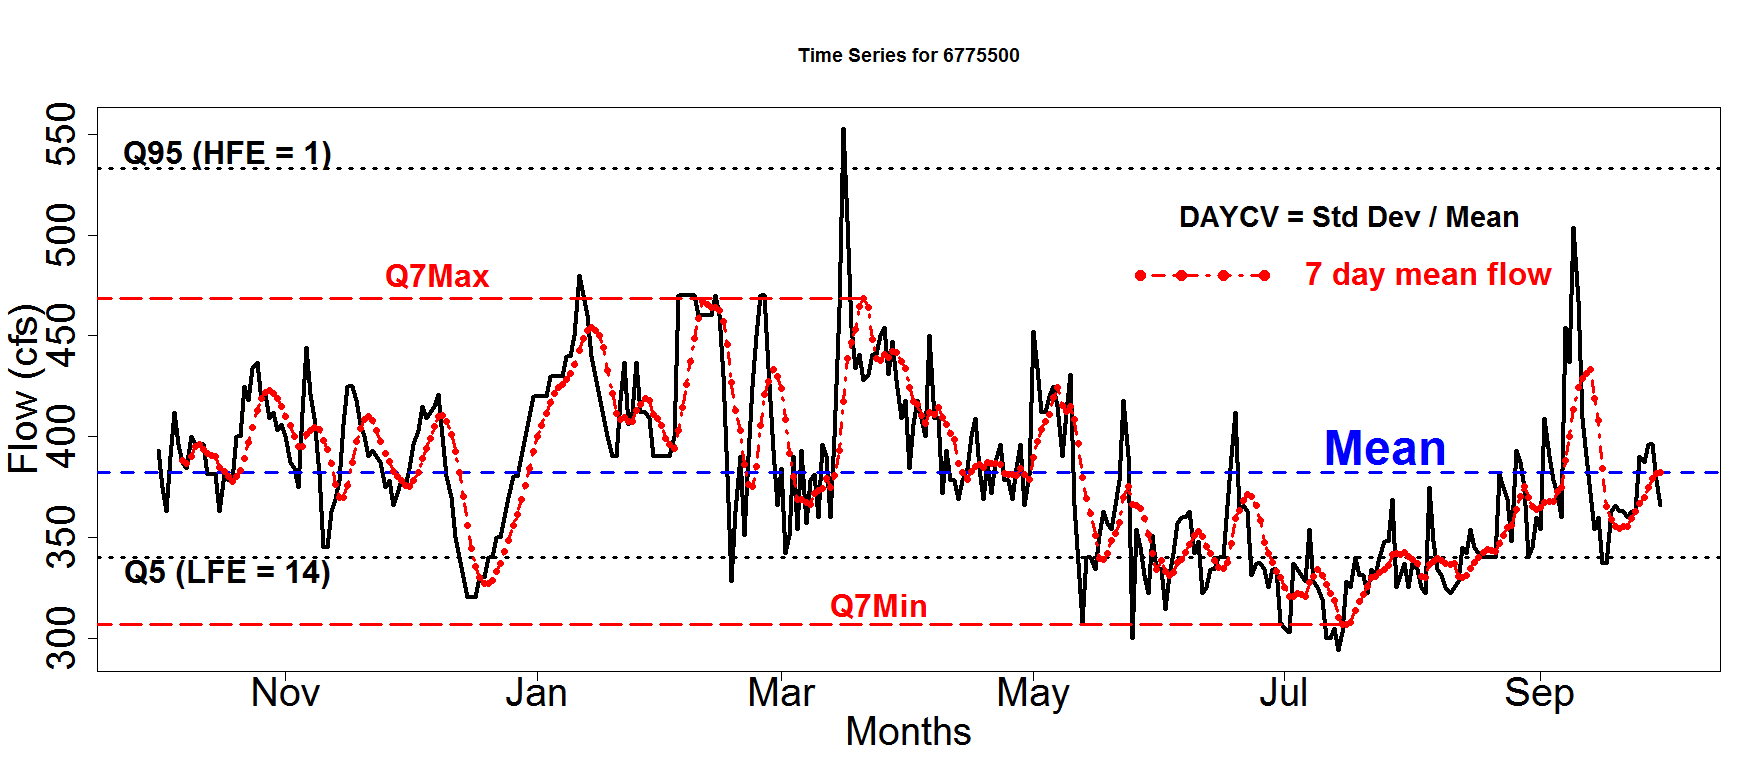 Time Series for 6775500
Flow (cfs)
550
500
450
400
350
300
Q95 (HFE = 1)
DAYCV = Std Dev / Mean
Q7Max
7 day mean flow
Mean
Q5 (LFE = 14)
Q7Min
Nov
Jan
Mar
May
Jul
Sep
Months